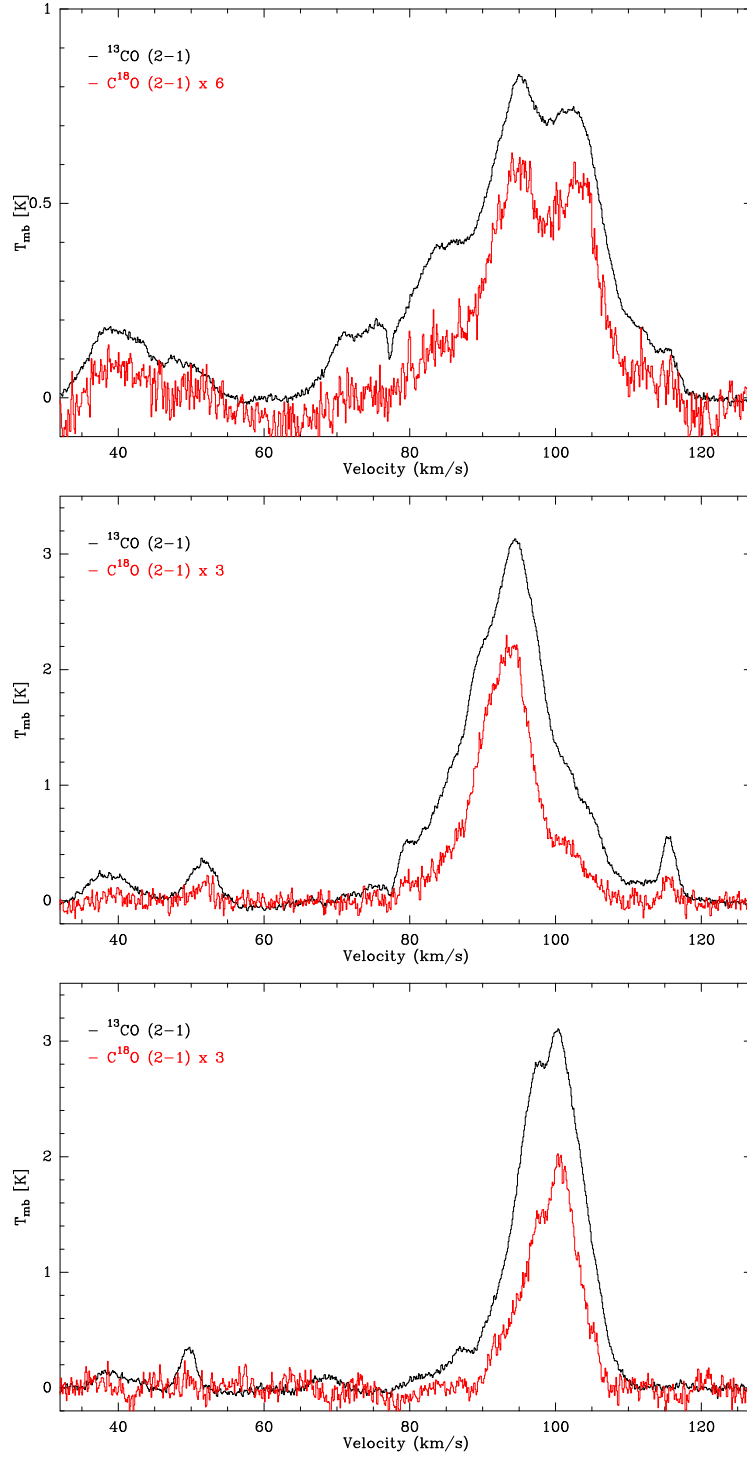 1
— ¹³CO (2−1)
— C¹⁸O (2−1) x 6
0.5
T_mb [K]
0
40 60 80 100 120
Velocity (km/s)
— ¹³CO (2−1)
3
— C¹⁸O (2−1) x 3
2
T_mb [K]
1
0
40 60 80 100 120
Velocity (km/s)
— ¹³CO (2−1)
3
— C¹⁸O (2−1) x 3
2
T_mb [K]
1
0
40 60 80 100 120
Velocity (km/s)